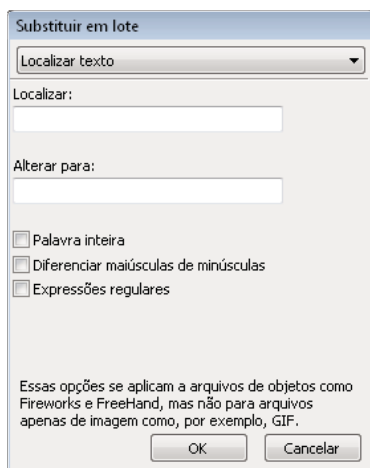 Substituir em lote
Localizar texto
Localizar:
Alterar para:
Palavra inteira
Diferenciar maiúsculas de minúsculas
Expressões regulares
Essas opções se aplicam a arquivos de objetos como
Fireworks e FreeHand, mas não para arquivos
apenas de imagem como, por exemplo, GIF.
OK Cancelar